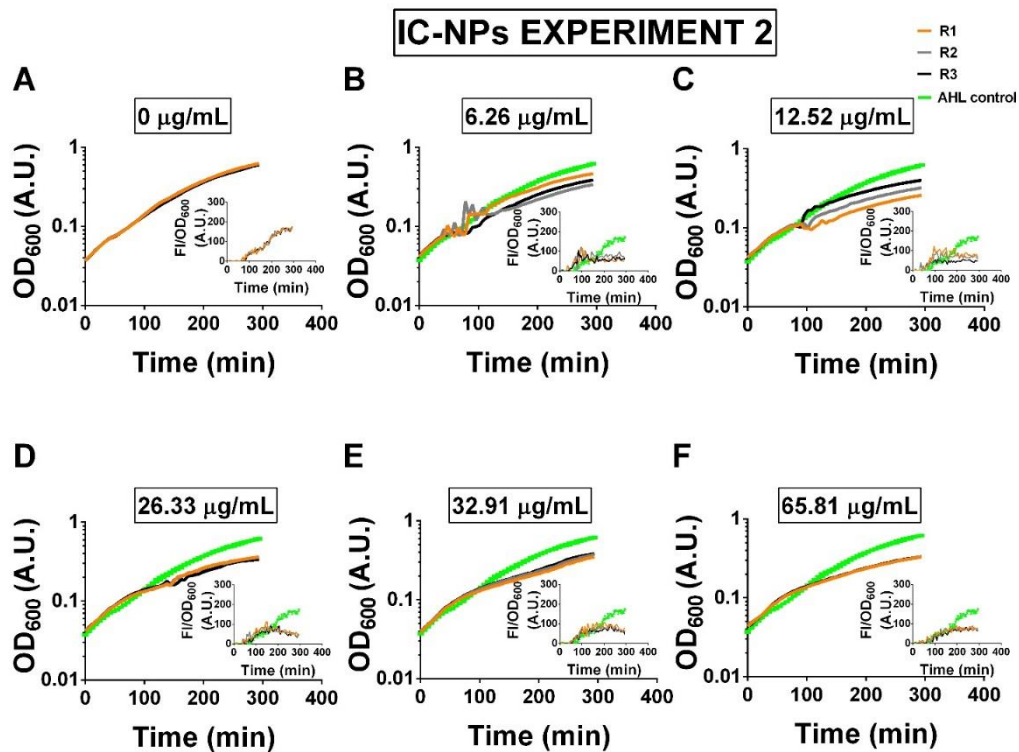 IC-NPs EXPERIMENT 2
R1
R2
R3
AHL control
A
0 µg/mL
OD600 (A.U.)
1
0.1
0.01
0 100 200 300 400
Time (min)
FI/OD600
(A.U.)
300
200
100
0
0 100 200 300 400
Time (min)
B
6.26 µg/mL
OD600 (A.U.)
1
0.1
0.01
0 100 200 300 400
Time (min)
FI/OD600
(A.U.)
300
200
100
0
0 100 200 300 400
Time (min)
C
12.52 µg/mL
OD600 (A.U.)
1
0.1
0.01
0 100 200 300 400
Time (min)
FI/OD600
(A.U.)
300
200
100
0
0 100 200 300 400
Time (min)
D
26.33 µg/mL
OD600 (A.U.)
1
0.1
0.01
0 100 200 300 400
Time (min)
FI/OD600
(A.U.)
300
200
100
0
0 100 200 300 400
Time (min)
E
32.91 µg/mL
OD600 (A.U.)
1
0.1
0.01
0 100 200 300 400
Time (min)
FI/OD600
(A.U.)
300
200
100
0
0 100 200 300 400
Time (min)
F
65.81 µg/mL
OD600 (A.U.)
1
0.1
0.01
0 100 200 300 400
Time (min)
FI/OD600
(A.U.)
300
200
100
0
0 100 200 300 400
Time (min)